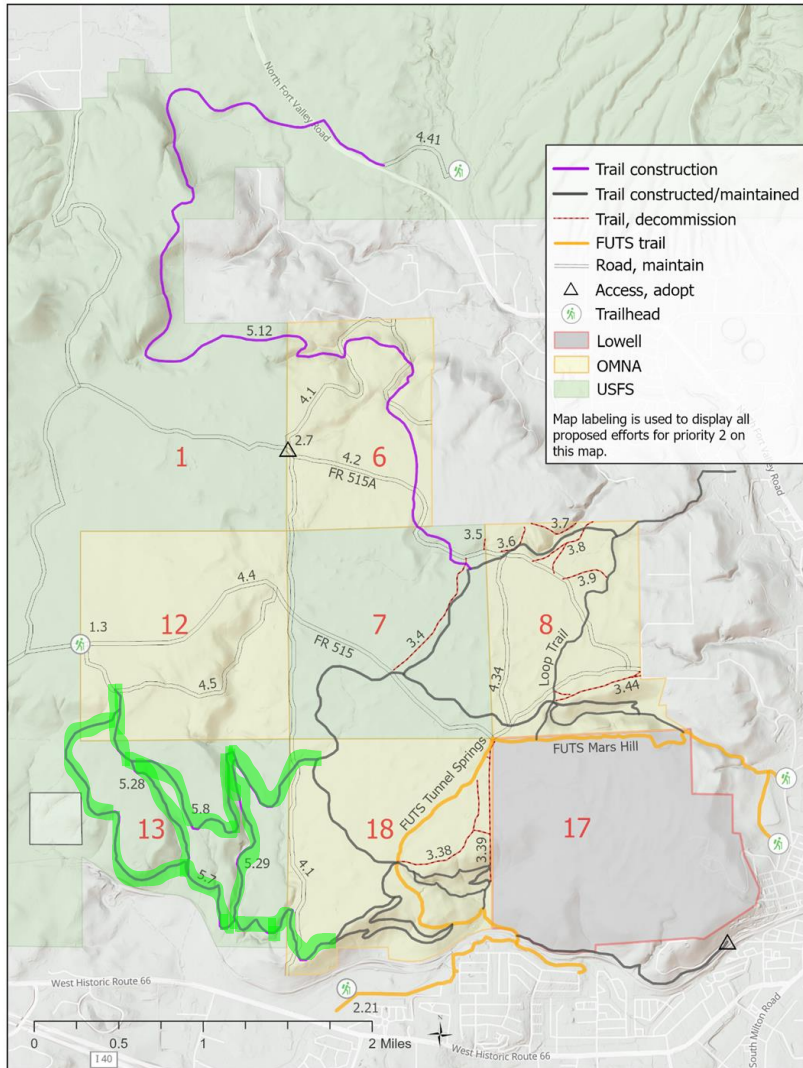 North Fort Valley Road
4.41
Trail construction
Trail constructed/maintained
Trail, decommission
FUTS trail
Road, maintain
Access, adopt
Trailhead
Lowell
OMNA
USFS
Map labeling is used to display all
proposed efforts for priority 2 on
this map.
5.12
4.1
2.7
1
4.2
6
FR 515A
3.5
3.6
3.7
3.8
3.9
4.4
1.3
12
7
8
3.4
FR 515
4.34
Loop Trail
4.5
3.44
FUTS Mars Hill
FUTS Tunnel Springs
5.28
5.8
13
18
17
3.38
3.39
5.29
5.7
4.1
West Historic Route 66
2.21
South Milton Road
0
0.5
1
2 Miles
N
West Historic Route 66
I 40